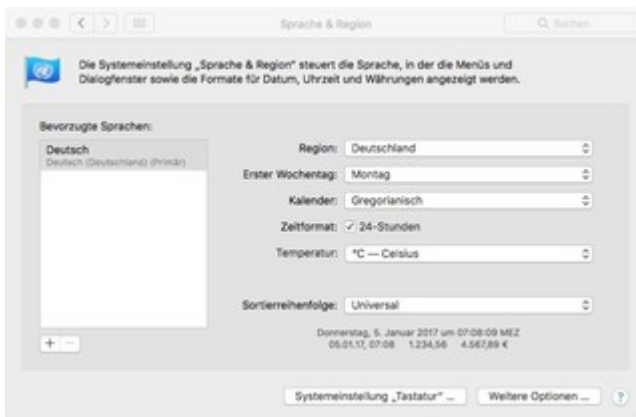 Sprache & Region
Suchen
Die Systemeinstellung „Sprache & Region“ steuert die Sprache, in der die Menüs und
Dialogfenster sowie die Formate für Datum, Uhrzeit und Währungen angezeigt werden.
Bevorzugte Sprachen:
Deutsch
Deutsch (Deutschland) (Primär)
Region: Deutschland
Erster Wochentag: Montag
Kalender: Gregorianisch
Zeitformat: 24-Stunden
Temperatur: °C — Celsius
Sortierreihenfolge: Universal
Donnerstag, 5. Januar 2017 um 07:08:09 MEZ
05.01.17, 07:08 1.234,56 4.567,89 €
+ −
Systemeinstellung „Tastatur“ ...
Weitere Optionen ...
?